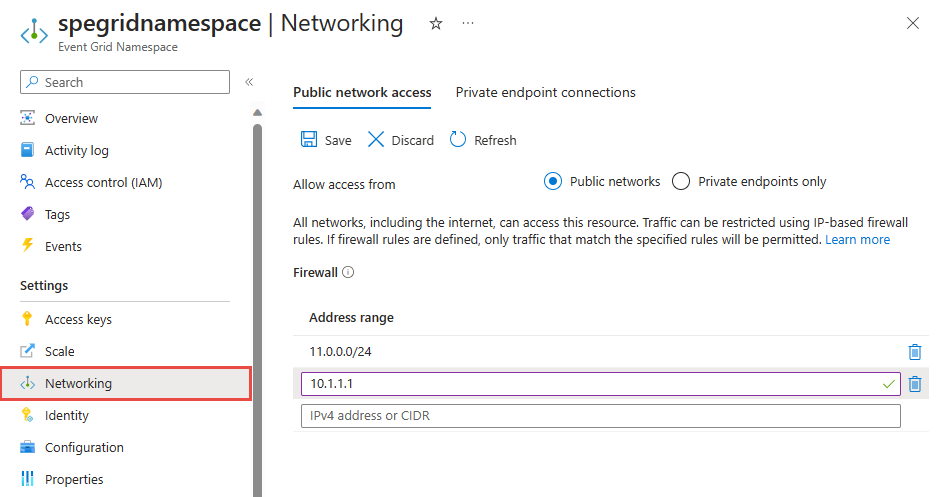 spegridnamespace | Networking
Event Grid Namespace
Search
Overview
Activity log
Access control (IAM)
Tags
Events
Settings
Access keys
Scale
Networking
Identity
Configuration
Properties
Public network access
Private endpoint connections
Save
Discard
Refresh
Allow access from
Public networks
Private endpoints only
All networks, including the internet, can access this resource. Traffic can be restricted using IP-based firewall
rules. If firewall rules are defined, only traffic that match the specified rules will be permitted. Learn more
Firewall
Address range
11.0.0.0/24
10.1.1.1
IPv4 address or CIDR